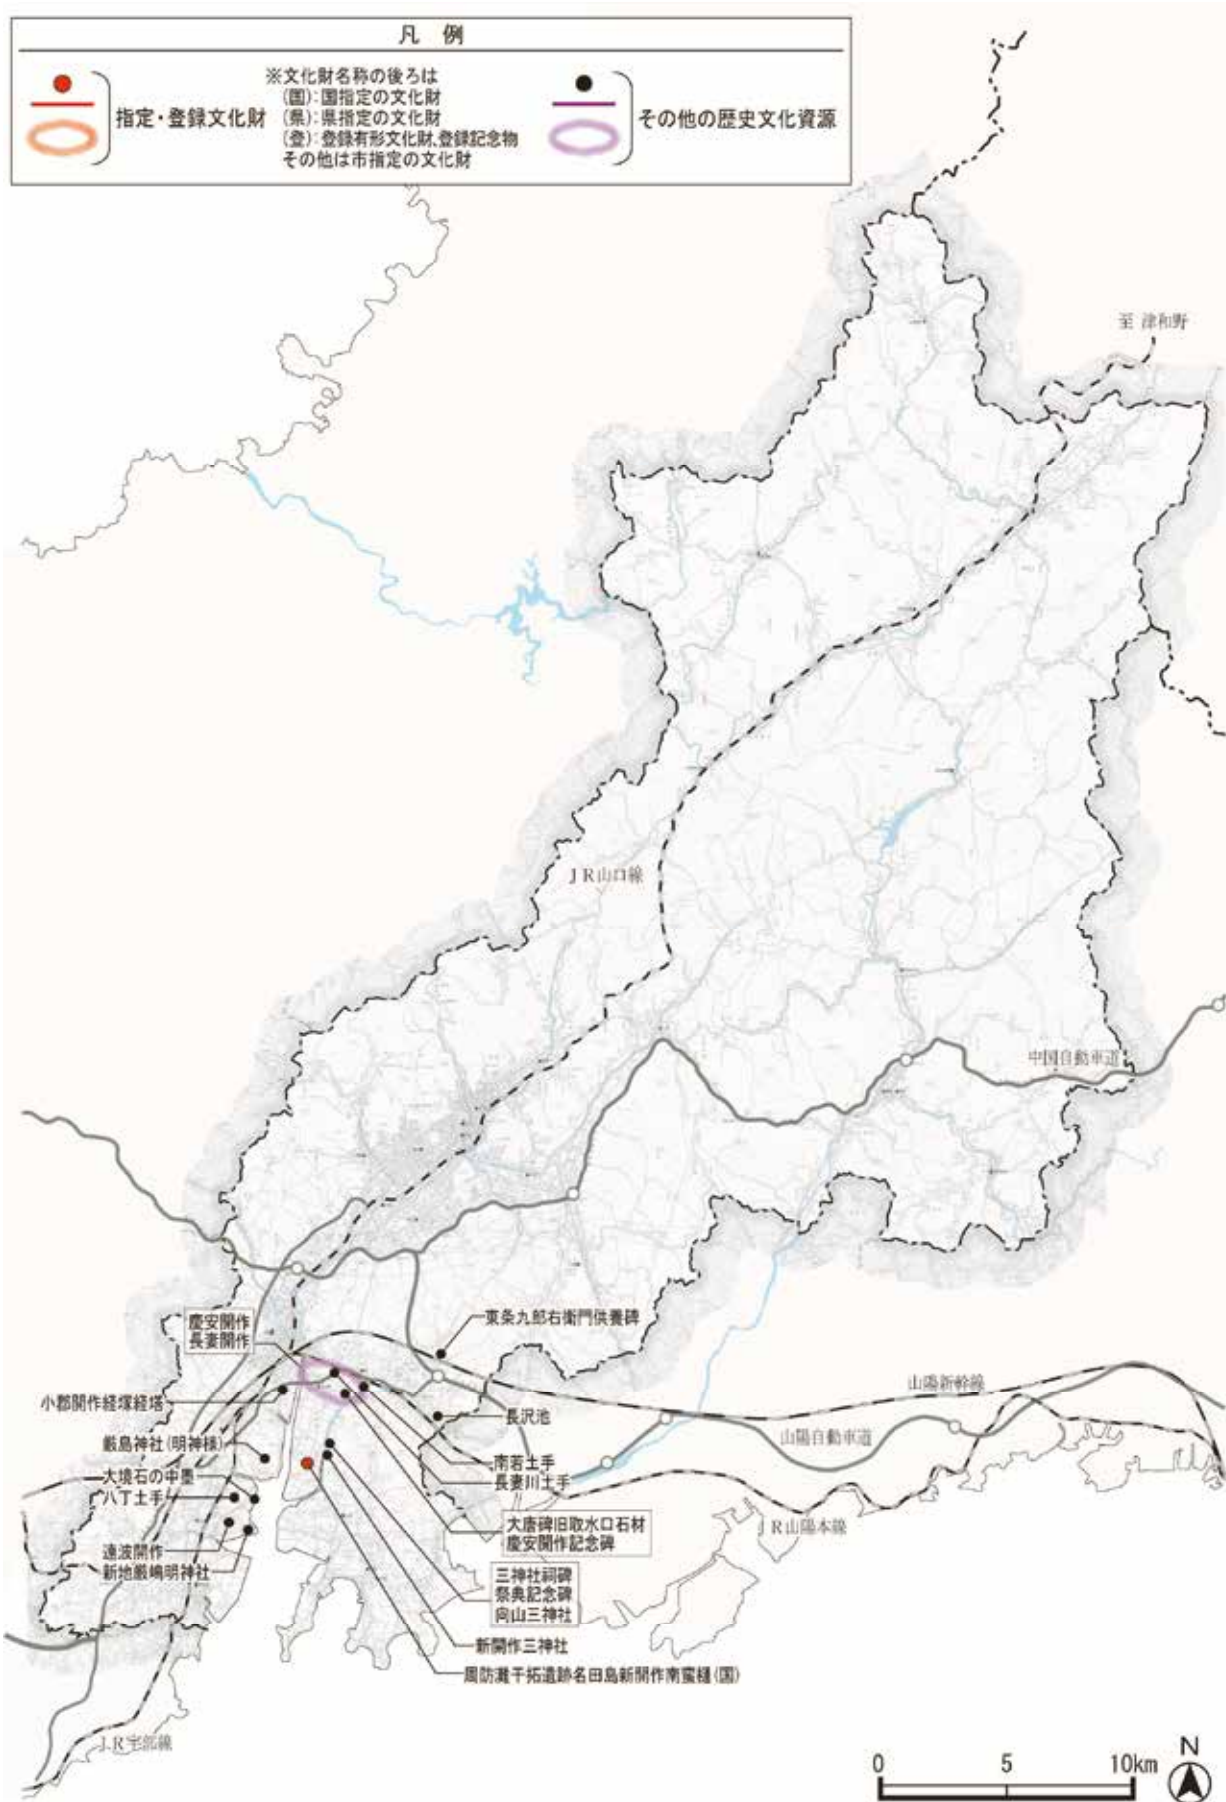 凡 例
指定・登録文化財
※文化財名称の後ろは
(国):国指定の文化財
(県):県指定の文化財
(登):登録有形文化財、登録記念物
その他は市指定の文化財
その他の歴史文化資源
至 津和野
JR山口線
中国自動車道
慶安開作
長妻開作
東条九郎右衛門供養碑
小郡開作経塚経塔
山陽新幹線
長沢池
山陽自動車道
厳島神社(明神様)
南若土手
大境石の中墨
長妻川土手
八丁土手
大唐碑旧取水口石材
慶安開作記念碑
JR山陽本線
遠波開作
新地厳嶋明神社
三神社祠碑
祭典記念碑
向山三神社
新開作三神社
周防灘干拓遺跡名田島新開作南蛮樋(国)
JR宇部線
0 5 10km
N